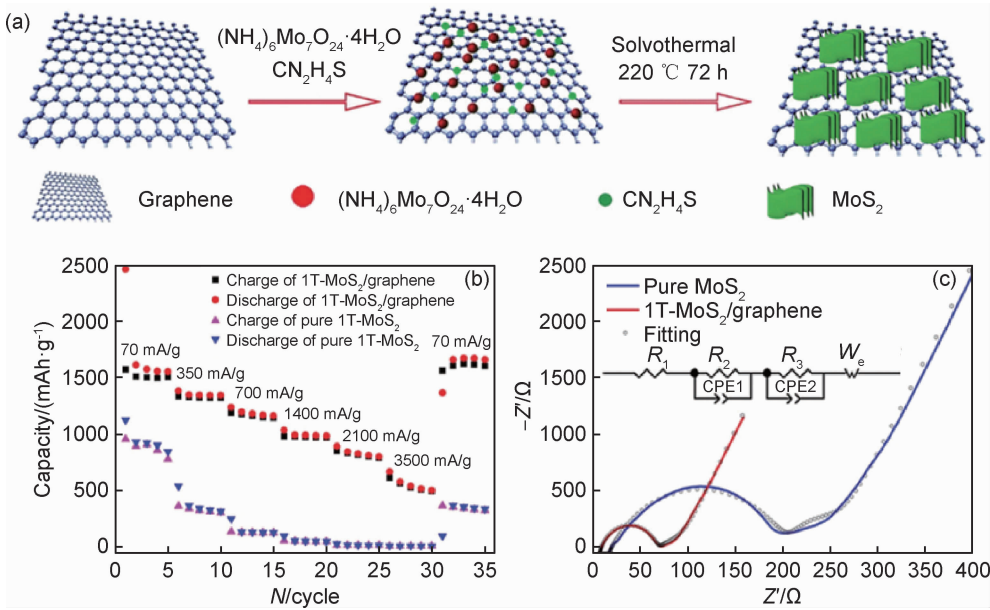 (a)
(NH₄)₆Mo₇O₂₄·4H₂O
CN₂H₄S
Solvothermal
220 ℃ 72 h
Graphene
(NH₄)₆Mo₇O₂₄·4H₂O
CN₂H₄S
MoS₂
(b)
Capacity/(mAh·g⁻¹)
2500
2000
1500
1000
500
0
Charge of 1T-MoS₂/graphene
Discharge of 1T-MoS₂/graphene
Charge of pure 1T-MoS₂
Discharge of pure 1T-MoS₂
70 mA/g
350 mA/g
700 mA/g
1400 mA/g
2100 mA/g
3500 mA/g
70 mA/g
0 5 10 15 20 25 30 35
N/cycle
(c)
−Z′/Ω
2500
2000
1500
1000
500
0
Pure MoS₂
1T-MoS₂/graphene
Fitting
R₁ R₂ R₃ Wₑ
CPE1 CPE2
0 50 100 150 200 250 300 350 400
Z′/Ω